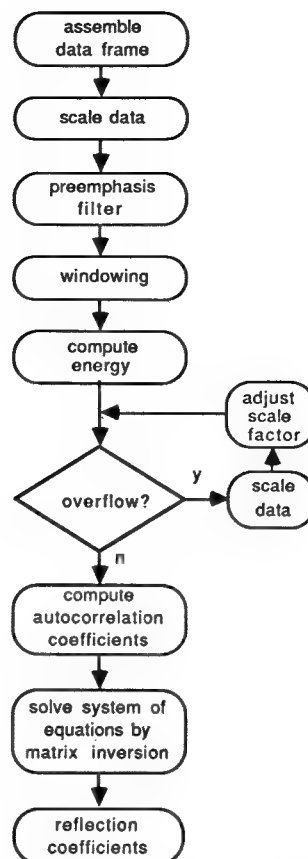 assemble
data frame
scale data
preemphasis
filter
windowing
compute
energy
adjust
scale
factor
overflow?
y
scale
data
n
compute
autocorrelation
coefficients
solve system of
equations by
matrix inversion
reflection
coefficients